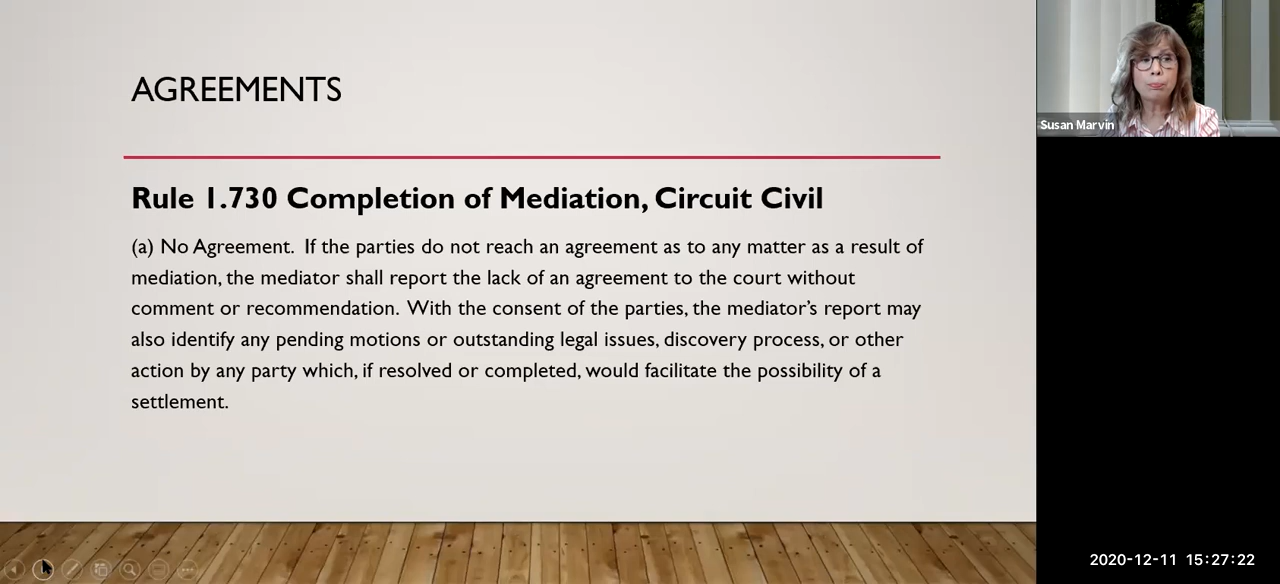 AGREEMENTS
Rule 1.730 Completion of Mediation, Circuit Civil
(a) No Agreement.  If the parties do not reach an agreement as to any matter as a result of
mediation, the mediator shall report the lack of an agreement to the court without
comment or recommendation.  With the consent of the parties, the mediator’s report may
also identify any pending motions or outstanding legal issues, discovery process, or other
action by any party which, if resolved or completed, would facilitate the possibility of a
settlement.
Susan Marvin
2020-12-11 15:27:22